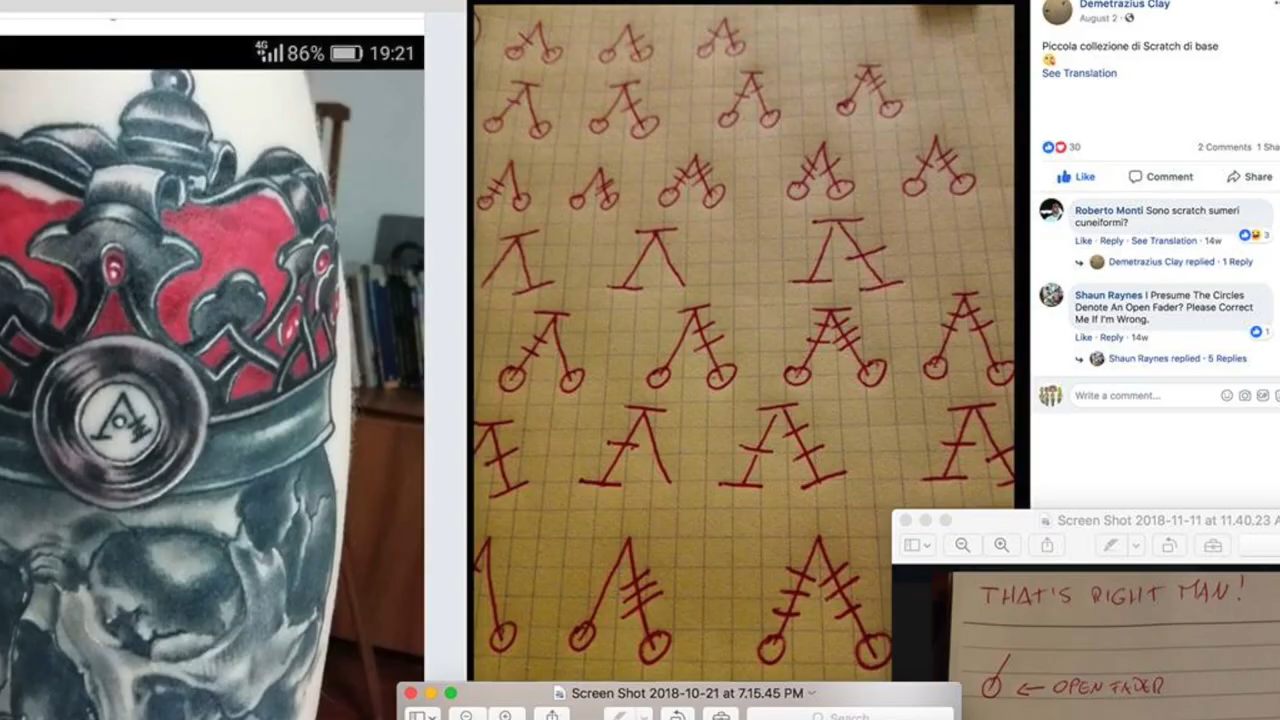 4G 86% 19:21
Demetrazius Clay
August 2
Piccola collezione di Scratch di base
See Translation
30
2 Comments 1 Sha
Like Comment Share
Roberto Monti Sono scratch sumeri
cuneiformi?
3
Like · Reply · See Translation · 14w
Demetrazius Clay replied · 1 Reply
Shaun Raynes I Presume The Circles
Denote An Open Fader? Please Correct
Me If I'm Wrong.
1
Like · Reply · 14w
Shaun Raynes replied · 5 Replies
Write a comment...
Screen Shot 2018-11-11 at 11.40.23 A
THAT'S RIGHT MAN!
← OPEN FADER
Screen Shot 2018-10-21 at 7.15.45 PM
Search